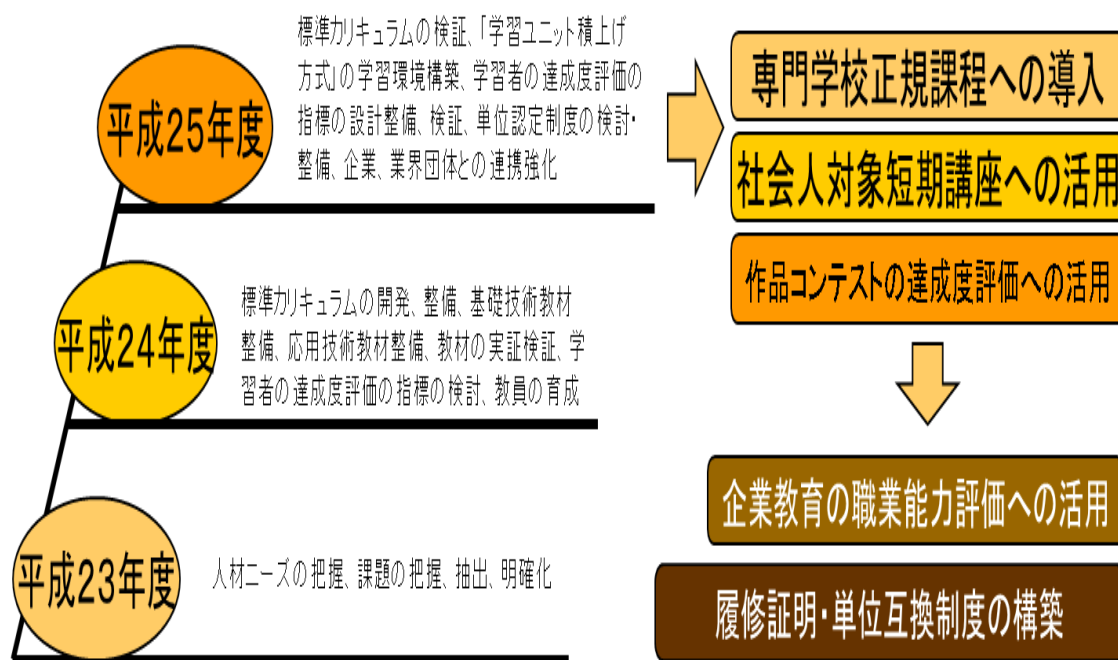 平成25年度
標準カリキュラムの検証、「学習ユニット積上げ
方式」の学習環境構築、学習者の達成度評価の
指標の設計整備、検証、単位認定制度の検討・
整備、企業、業界団体との連携強化
平成24年度
標準カリキュラムの開発、整備、基礎技術教材
整備、応用技術教材整備、教材の実証検証、学
習者の達成度評価の指標の検討、教員の育成
平成23年度
人材ニーズの把握、課題の把握、抽出、明確化
専門学校正規課程への導入
社会人対象短期講座への活用
作品コンテストの達成度評価への活用
企業教育の職業能力評価への活用
履修証明・単位互換制度の構築